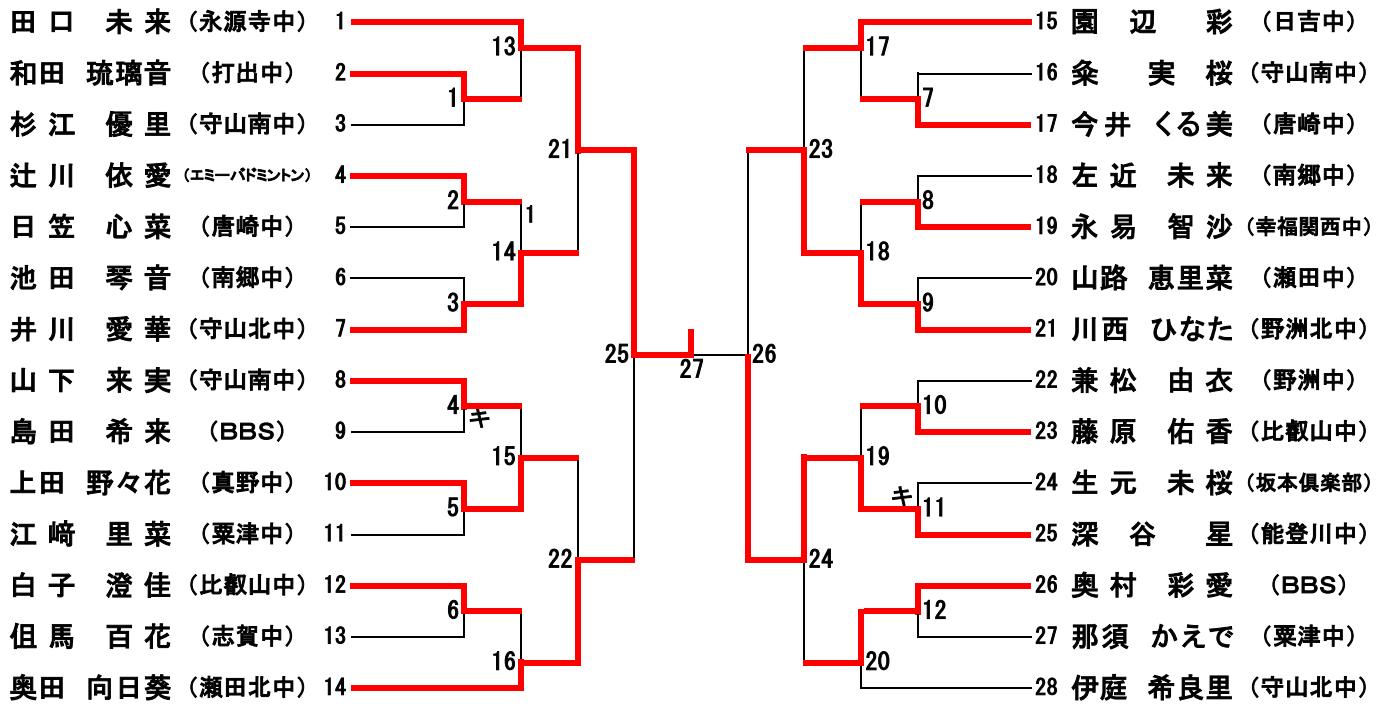 田口 未来 (永源寺中) 1
和田 琉璃音 (打出中) 2
杉江 優里 (守山南中) 3
辻川 依愛 (エミーバドミントン) 4
日笠 心菜 (唐崎中) 5
池田 琴音 (南郷中) 6
井川 愛華 (守山北中) 7
山下 来実 (守山南中) 8
島田 希来 (BBS) 9
上田 野々花 (真野中) 10
江﨑 里菜 (粟津中) 11
白子 澄佳 (比叡山中) 12
但馬 百花 (志賀中) 13
奥田 向日葵 (瀬田北中) 14
13
1
21
2
1
14
3
25
4
キ
15
5
22
6
16
27
17
7
23
8
18
9
26
10
19
キ
11
24
12
20
15 園辺 彩 (日吉中)
16 粂 実桜 (守山南中)
17 今井 くる美 (唐崎中)
18 左近 未来 (南郷中)
19 永易 智沙 (幸福関西中)
20 山路 恵里菜 (瀬田中)
21 川西 ひなた (野洲北中)
22 兼松 由衣 (野洲中)
23 藤原 佑香 (比叡山中)
24 生元 未桜 (坂本倶楽部)
25 深谷 星 (能登川中)
26 奥村 彩愛 (BBS)
27 那須 かえで (粟津中)
28 伊庭 希良里 (守山北中)